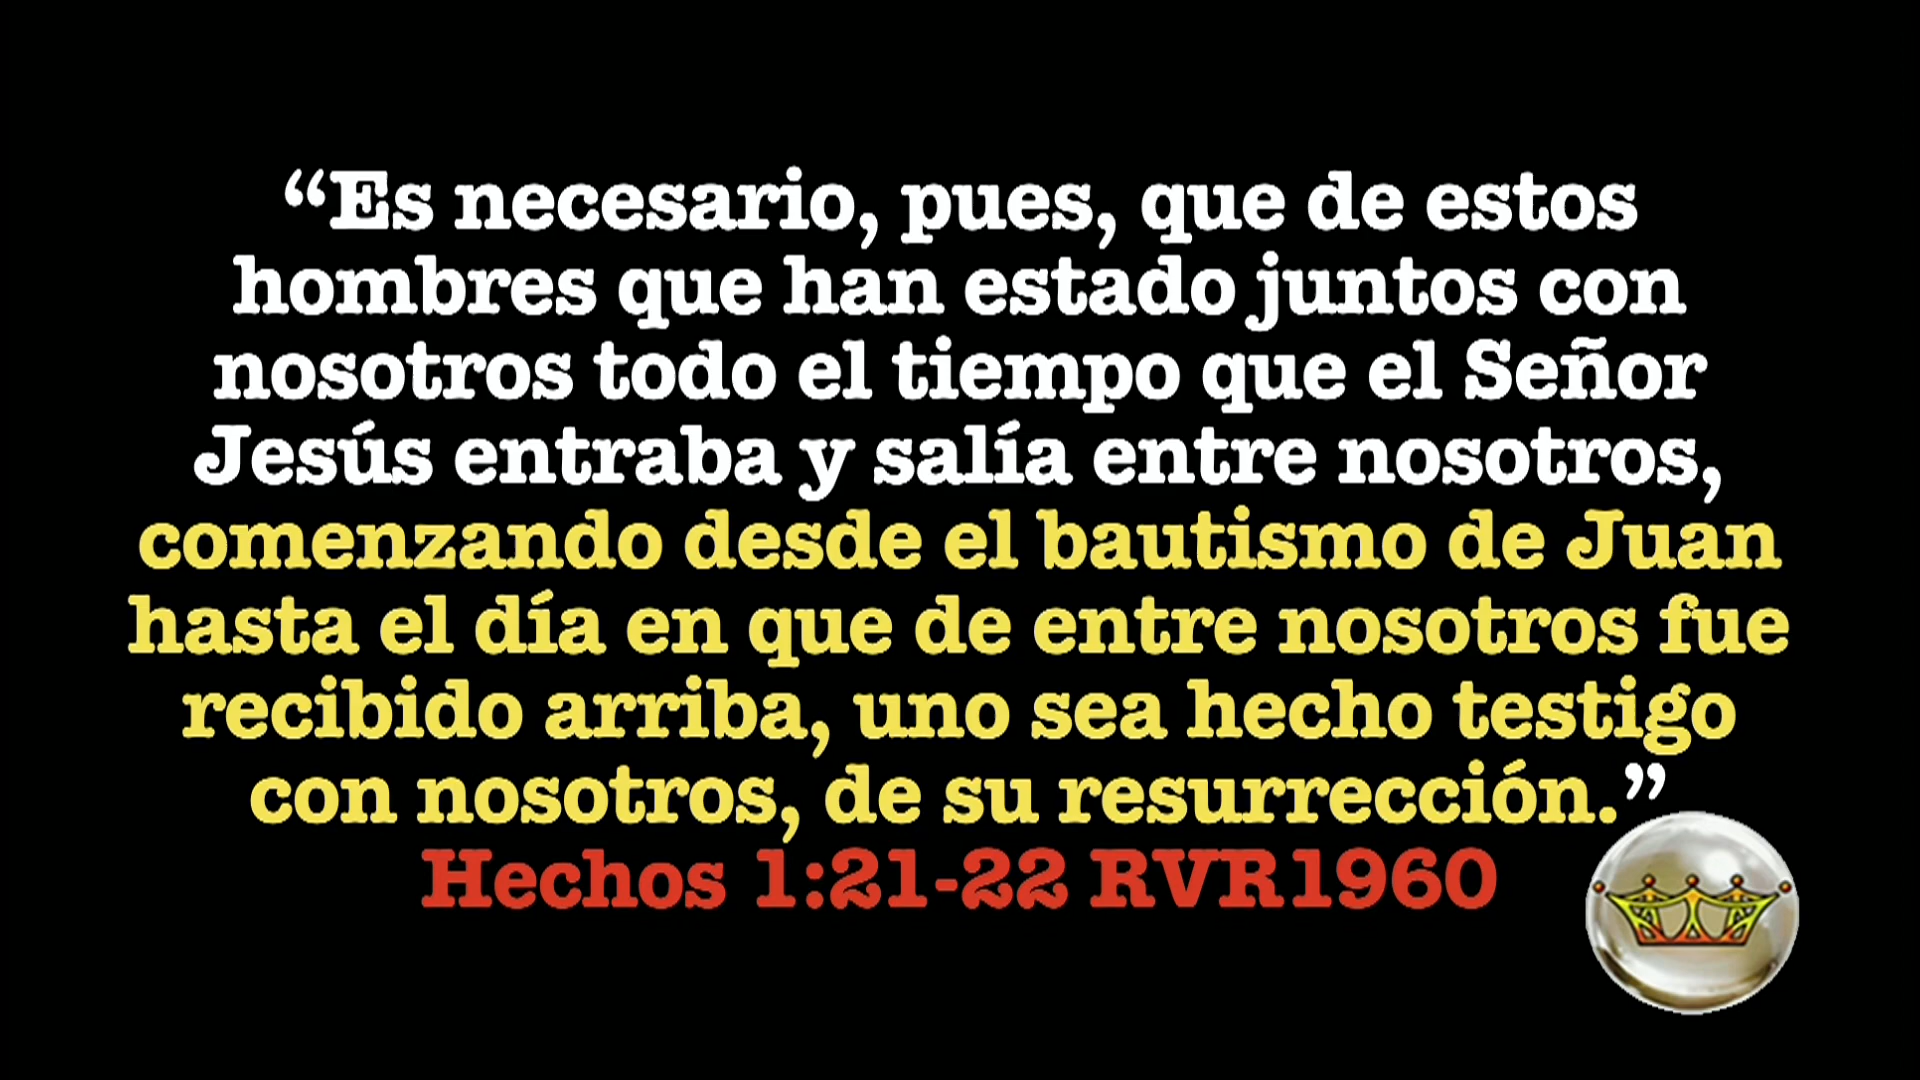 “Es necesario, pues, que de estos
hombres que han estado juntos con
nosotros todo el tiempo que el Señor
Jesús entraba y salía entre nosotros,
comenzando desde el bautismo de Juan
hasta el día en que de entre nosotros fue
recibido arriba, uno sea hecho testigo
con nosotros, de su resurrección.”
Hechos 1:21-22 RVR1960